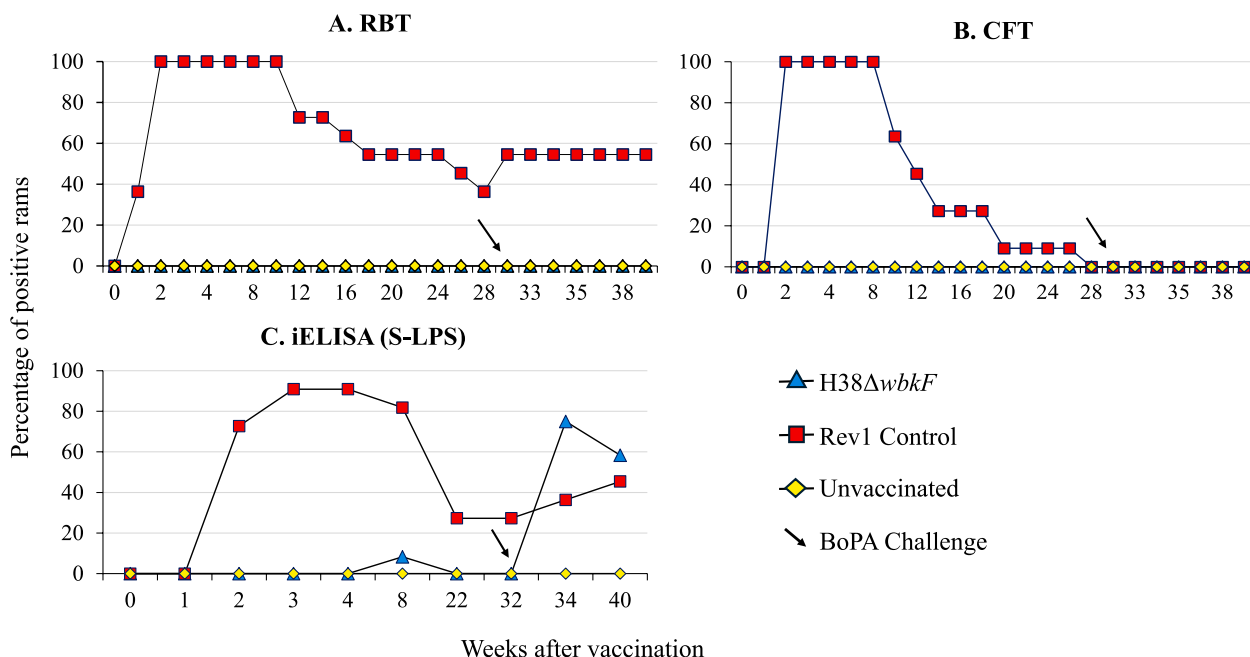 A. RBT
100
80
60
40
20
0
0 2 4 8 12 16 20 24 28 33 35 38
B. CFT
100
80
60
40
20
0
0 2 4 8 12 16 20 24 28 33 35 38
C. iELISA (S-LPS)
100
80
60
40
20
0
0 1 2 3 4 8 22 32 34 40
Percentage of positive rams
Weeks after vaccination
H38ΔwbkF
Rev1 Control
Unvaccinated
BoPA Challenge